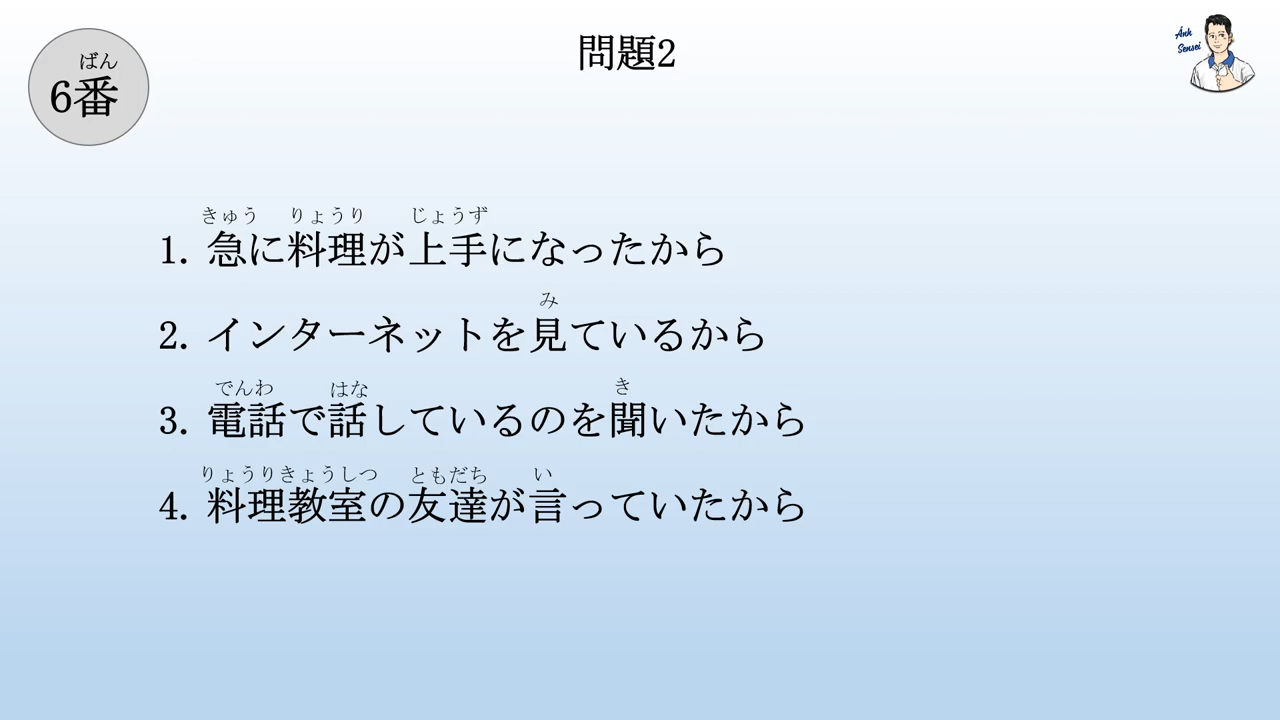 問題2
ばん
6番
Ánh
Sensei
きゅう りょうり じょうず
1. 急に料理が上手になったから
み
2. インターネットを見ているから
でんわ はな き
3. 電話で話しているのを聞いたから
りょうりきょうしつ ともだち い
4. 料理教室の友達が言っていたから